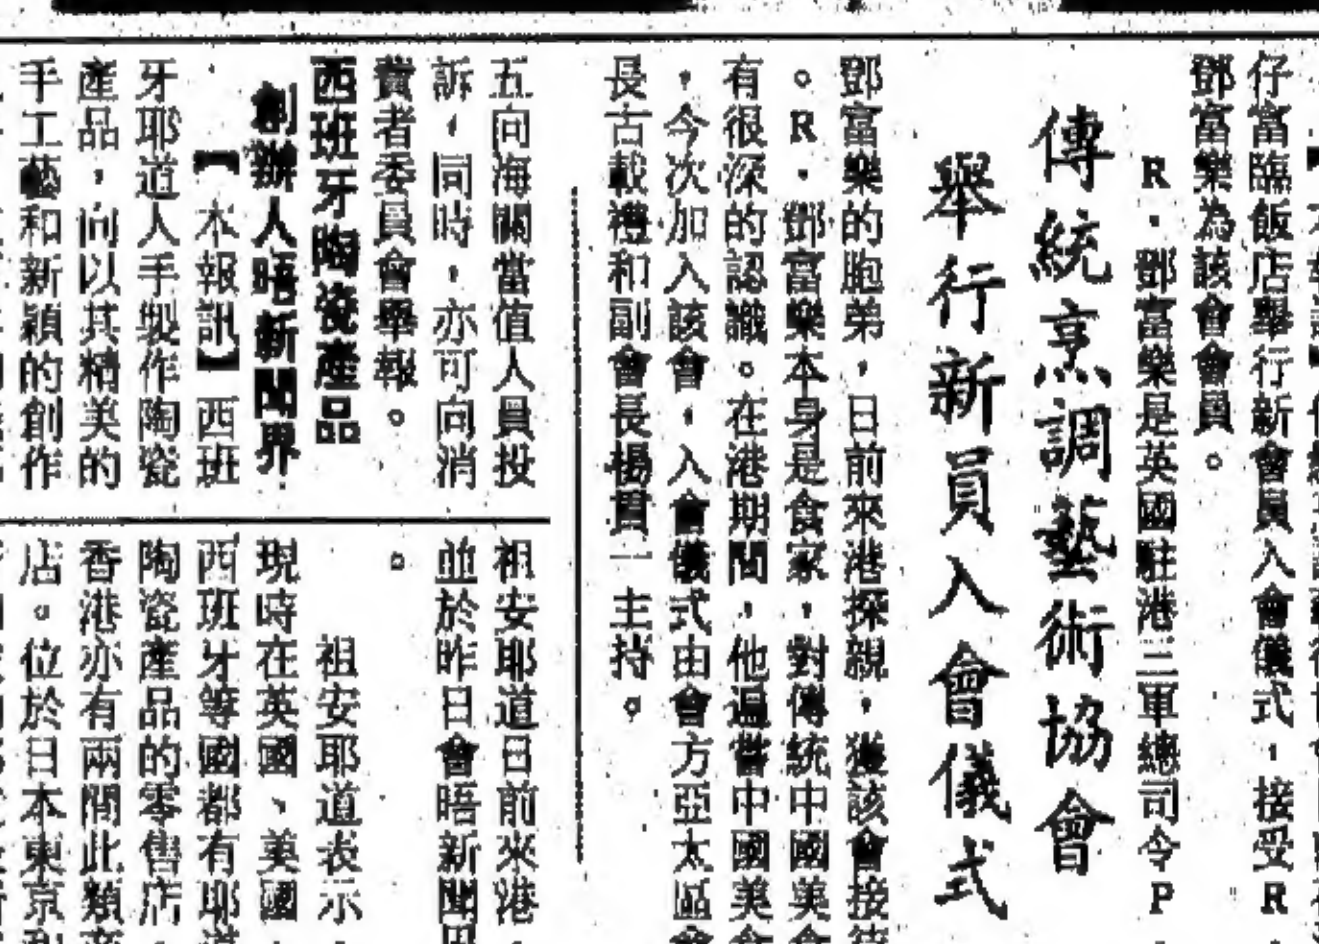 仔富臨飯店舉行新會員入會儀式，接受R．
鄧富樂為該會會員。
傳統烹調藝術協會
舉行新員入會儀式
R．鄧富樂是英國駐港三軍總司令P
鄧富樂的胞弟，日前來港探親，獲該會接待
。R．鄧富樂本身是食家，對傳統中國美食
有很深的認識。在港期間，他遍嘗中國美食
，今次加入該會，入會儀式由會方亞太區會
長古載禮和副會長楊貫一主持。
五向海關當值人員投
訴，同時，亦可向消
費者委員會舉報。
西班牙陶瓷產品
創辦人晤新聞界
【本報訊】西班
牙耶道人手製作陶瓷
產品，向以其精美的
手工藝和新穎的創作
祖安耶道日前來港，
並於昨日會晤新聞界
。
祖安耶道表示，
現時在英國、美國、
西班牙等國都有耶道
陶瓷產品的零售店，
香港亦有兩間此類商
店。位於日本東京和